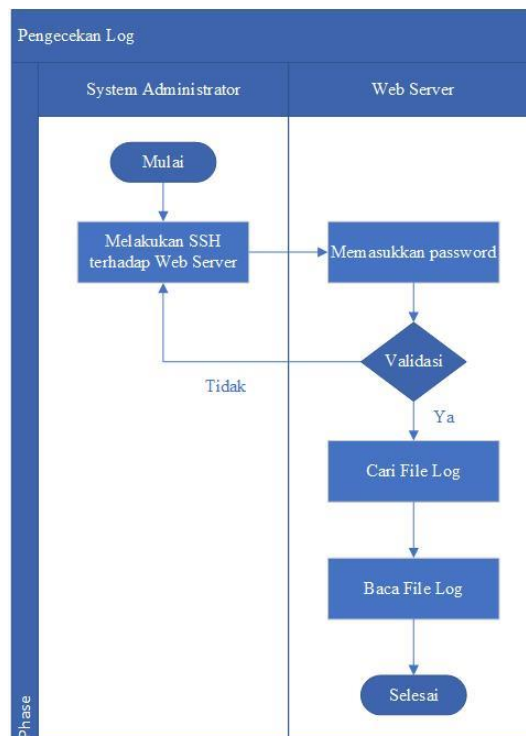 Pengecekan Log
System Administrator
Web Server
Mulai
Melakukan SSH
terhadap Web Server
Memasukkan password
Validasi
Tidak
Ya
Cari File Log
Baca File Log
Selesai
Phase